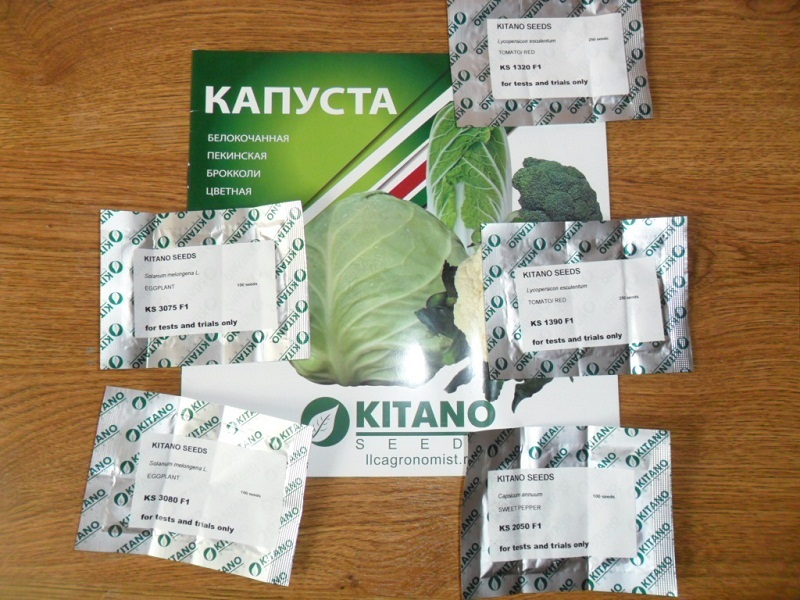 KITANO SEEDS
Lycopersicon esculentum
250 seeds
TOMATO/ RED
KS 1320 F1
for tests and trials only
КАПУСТА
БЕЛОКОЧАННАЯ
ПЕКИНСКАЯ
БРОККОЛИ
ЦВЕТНАЯ
KITANO SEEDS
Solanum melongena L.
EGGPLANT
100 seeds
KS 3075 F1
for tests and trials only
KITANO SEEDS
Lycopersicon esculentum
TOMATO/ RED
250 seeds
KS 1390 F1
for tests and trials only
KITANO
SEED
llcagronomist.r
KITANO SEEDS
Solanum melongena L.
EGGPLANT
100 seeds
KS 3080 F1
for tests and trials only
KITANO SEEDS
Capsicum annuum
100 seeds
SWEET PEPPER
KS 2050 F1
for tests and trials only